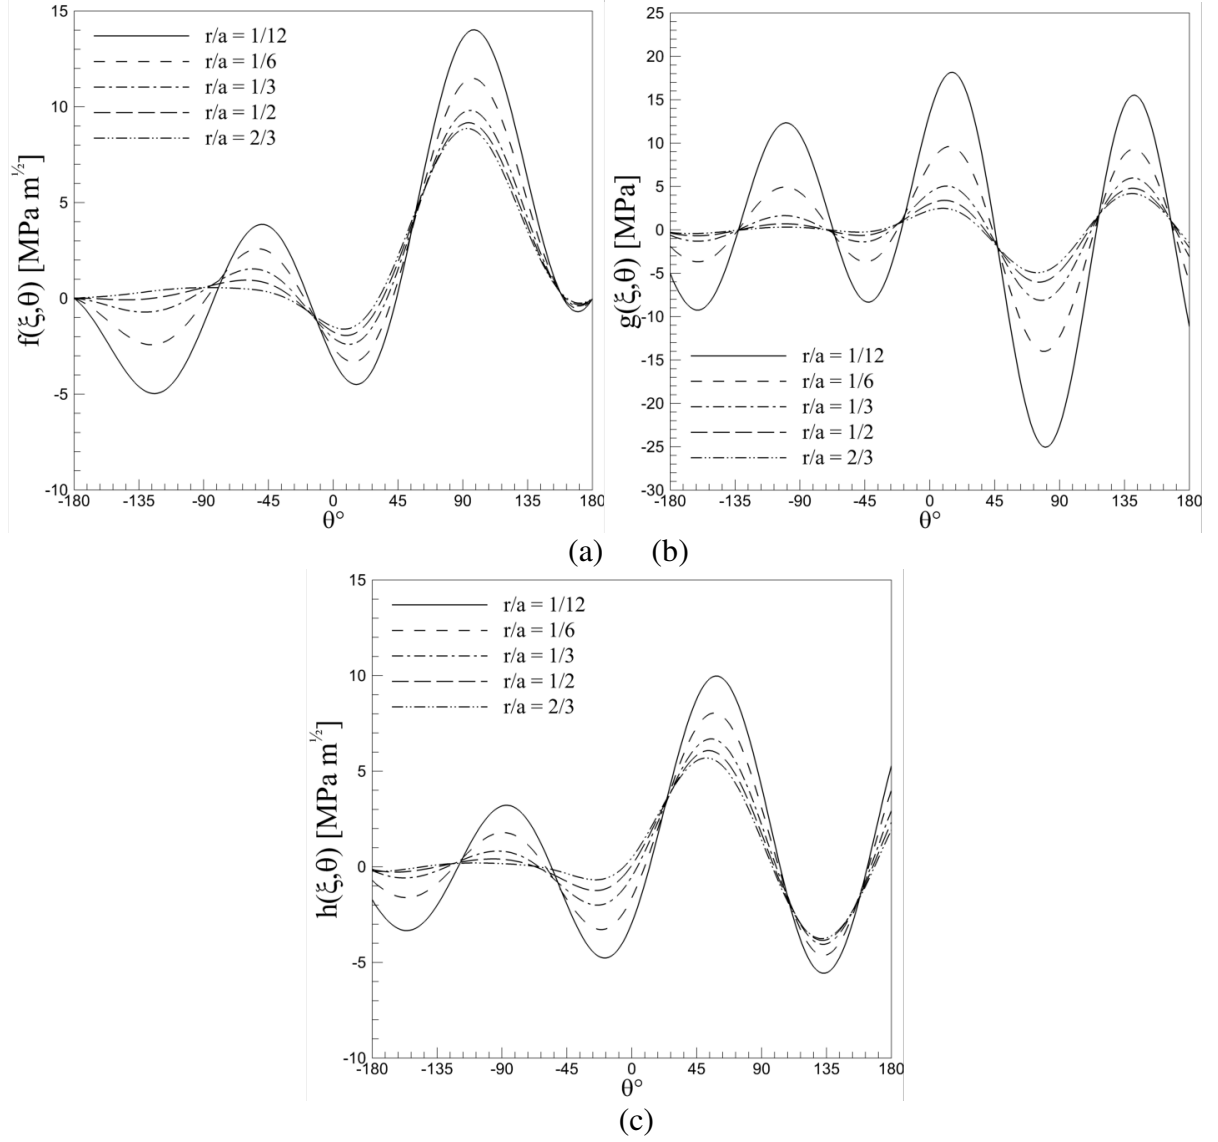 15
10
5
0
-5
-10
f(ξ,θ) [MPa m½]
r/a = 1/12
r/a = 1/6
r/a = 1/3
r/a = 1/2
r/a = 2/3
-180 -135 -90 -45 0 45 90 135 180
θ°
(a)
25
20
15
10
5
0
-5
-10
-15
-20
-25
-30
g(ξ,θ) [MPa]
r/a = 1/12
r/a = 1/6
r/a = 1/3
r/a = 1/2
r/a = 2/3
-180 -135 -90 -45 0 45 90 135 180
θ°
(b)
15
10
5
0
-5
-10
h(ξ,θ) [MPa m½]
r/a = 1/12
r/a = 1/6
r/a = 1/3
r/a = 1/2
r/a = 2/3
-180 -135 -90 -45 0 45 90 135 180
θ°
(c)